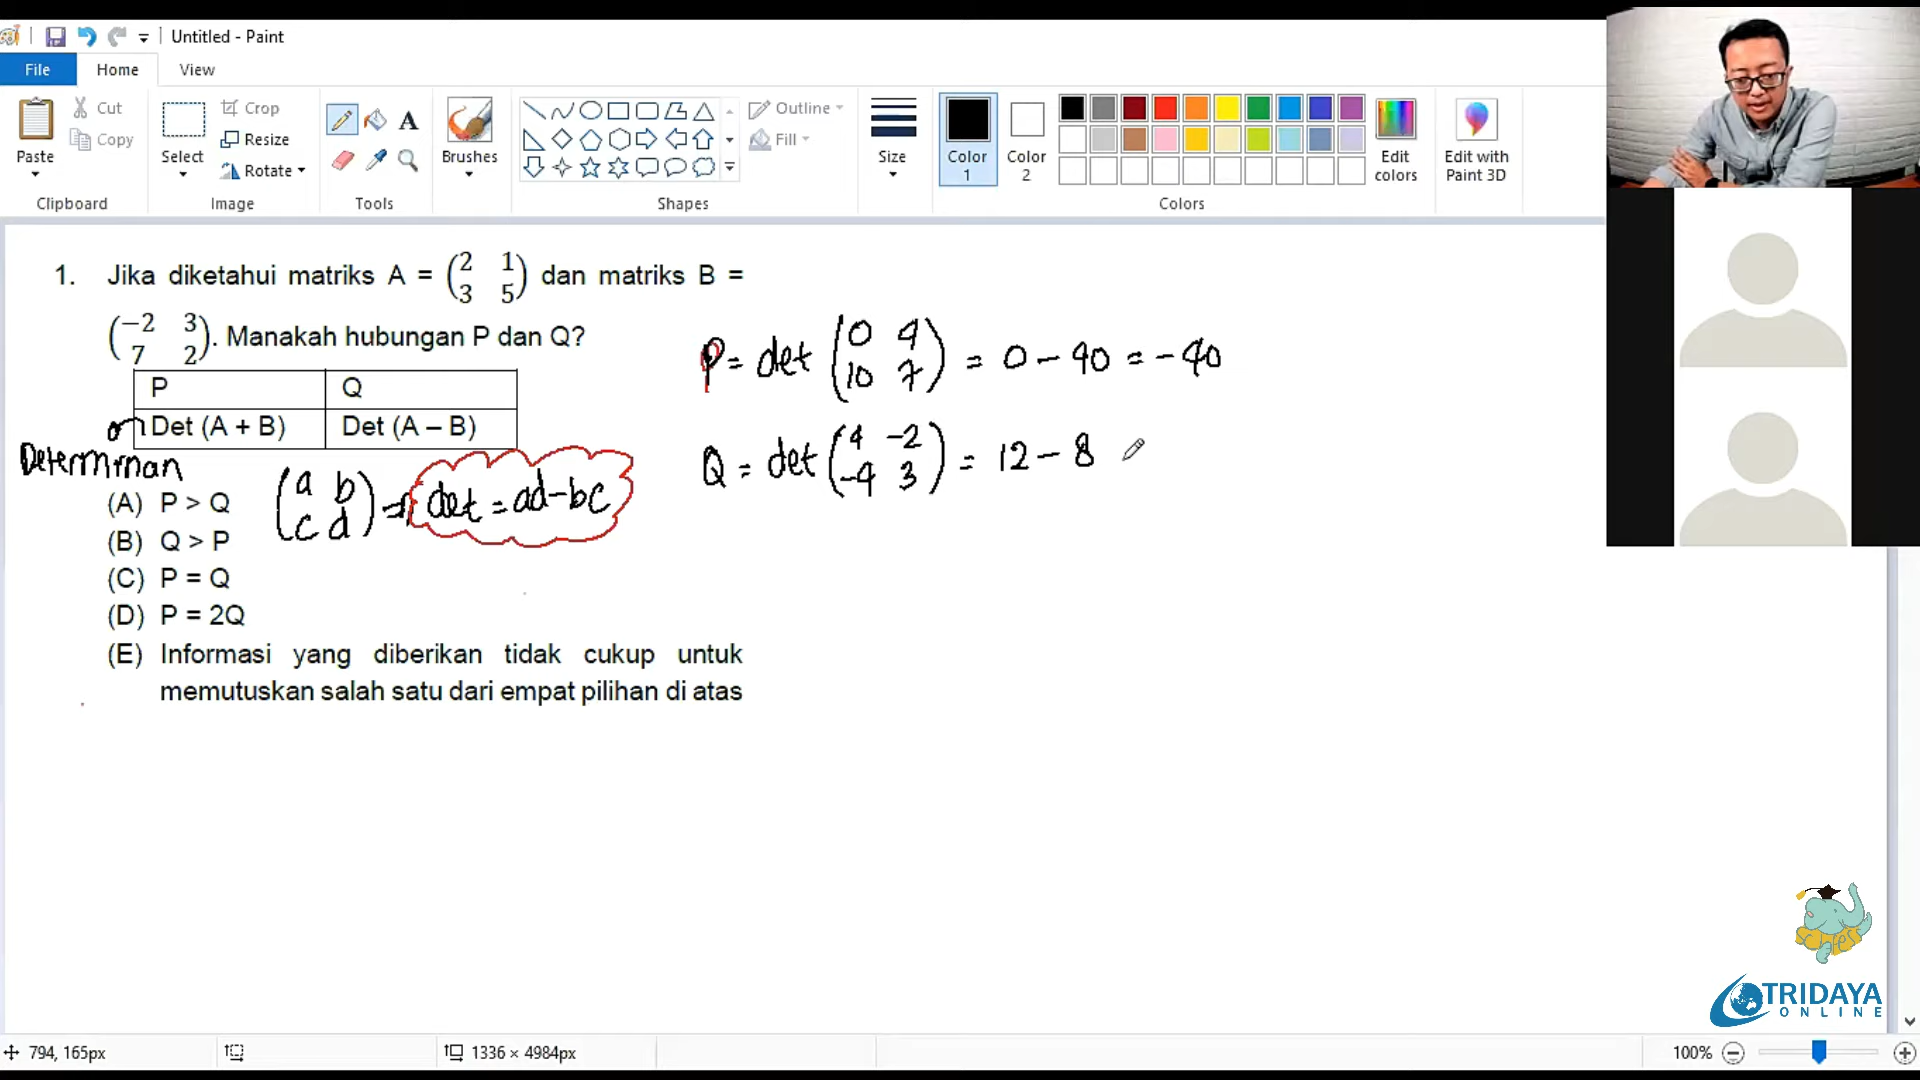 Untitled - Paint
File Home View
Paste
Cut
Copy
Clipboard
Select
Crop
Resize
Rotate
Image
A
Tools
Brushes
Shapes
Outline
Fill
Size
Color 1
Color 2
Edit colors
Edit with Paint 3D
Colors
1. Jika diketahui matriks A = (2 1 dan matriks B =
3 5)
(−2 3
7 2). Manakah hubungan P dan Q?
P Q
Det (A + B) Det (A – B)
Determinan
(a b
c d) ⇒ det = ad-bc
(A) P > Q
(B) Q > P
(C) P = Q
(D) P = 2Q
(E) Informasi yang diberikan tidak cukup untuk
memutuskan salah satu dari empat pilihan di atas
P = det (0 4
10 7) = 0 - 40 = -40
Q = det (4 -2
-4 3) = 12 - 8
TRIDAYA
ONLINE
794, 165px
1336 × 4984px
100%